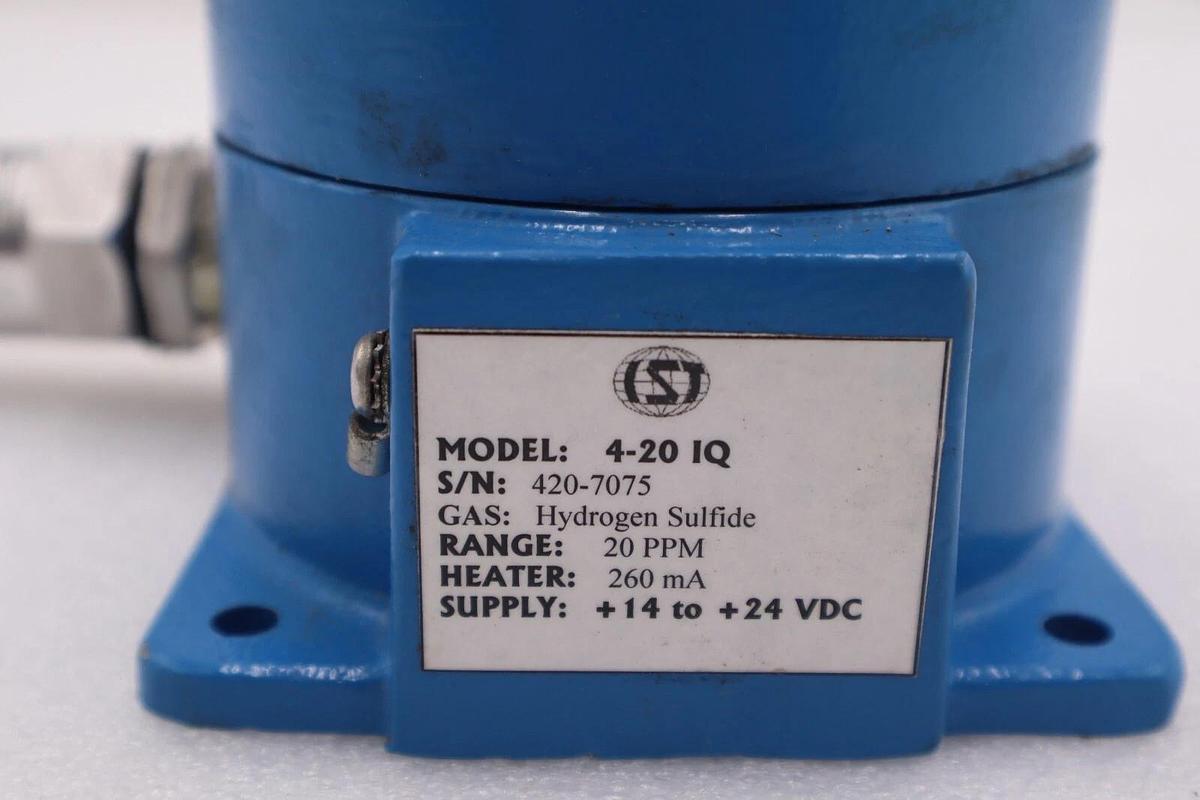 IST
MODEL: 4-20 IQ
S/N: 420-7075
GAS: Hydrogen Sulfide
RANGE: 20 PPM
HEATER: 260 mA
SUPPLY: +14 to +24 VDC